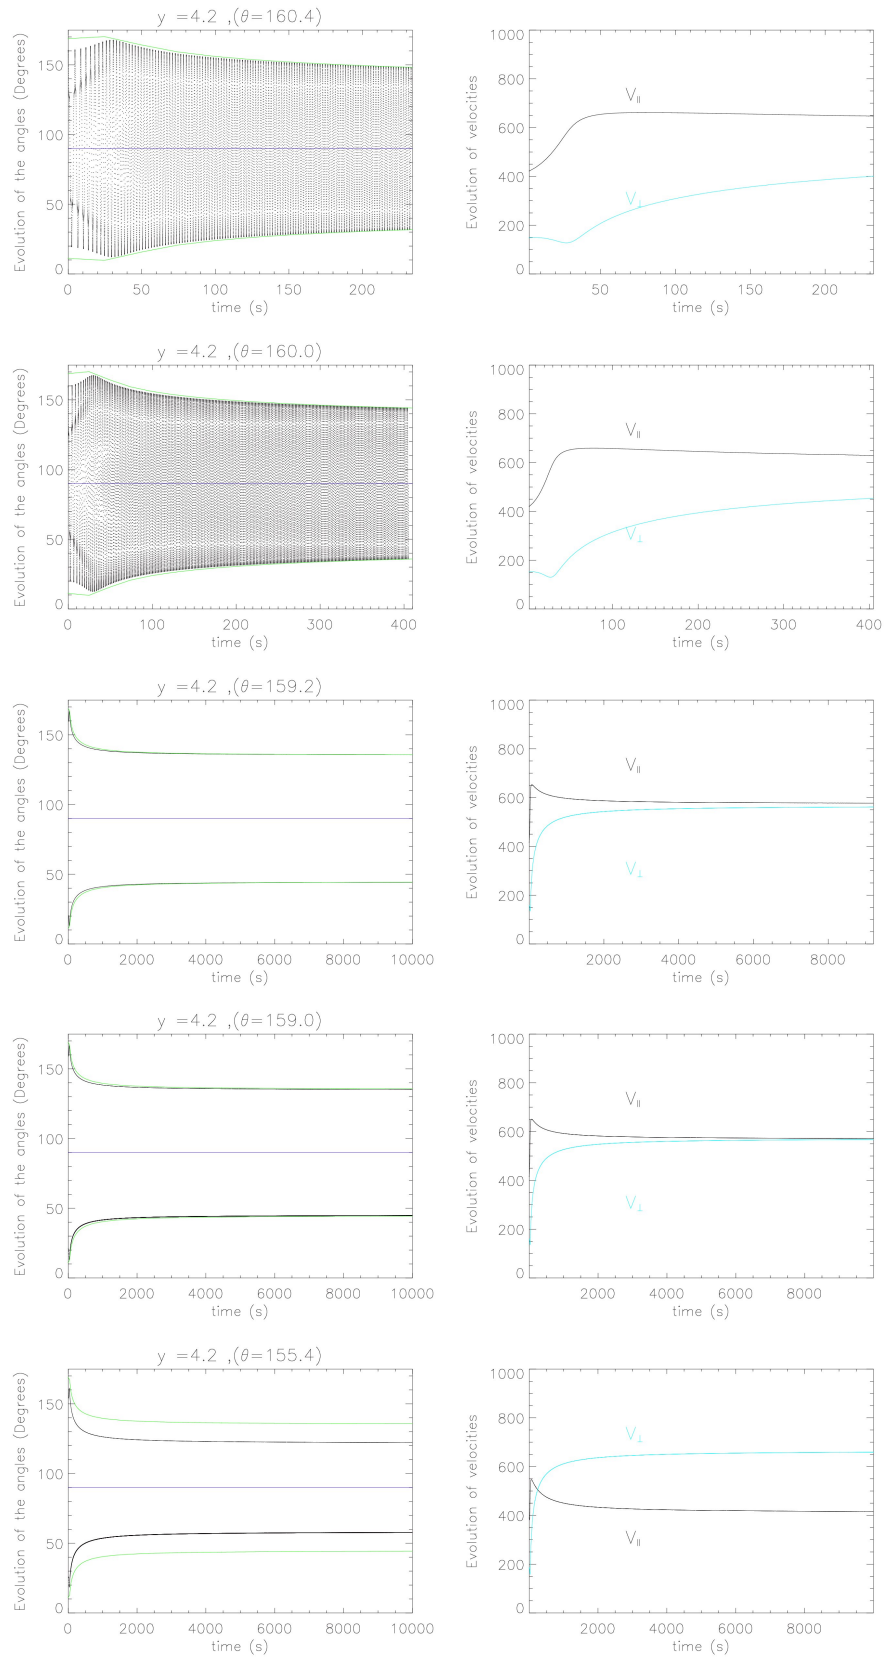 y =4.2 ,(θ=160.4)
Evolution of the angles (Degrees)
150
100
50
0
0 50 100 150 200
time (s)
Evolution of velocities
1000
800
600
400
200
0
V∥
V⊥
50 100 150 200
time (s)
y =4.2 ,(θ=160.0)
Evolution of the angles (Degrees)
150
100
50
0
0 100 200 300 400
time (s)
Evolution of velocities
1000
800
600
400
200
0
V∥
V⊥
100 200 300 400
time (s)
y =4.2 ,(θ=159.2)
Evolution of the angles (Degrees)
150
100
50
0
0 2000 4000 6000 8000 10000
time (s)
Evolution of velocities
1000
800
600
400
200
0
V∥
V⊥
2000 4000 6000 8000
time (s)
y =4.2 ,(θ=159.0)
Evolution of the angles (Degrees)
150
100
50
0
0 2000 4000 6000 8000 10000
time (s)
Evolution of velocities
1000
800
600
400
200
0
V∥
V⊥
2000 4000 6000 8000
time (s)
y =4.2 ,(θ=155.4)
Evolution of the angles (Degrees)
150
100
50
0
0 2000 4000 6000 8000 10000
time (s)
Evolution of velocities
1000
800
600
400
200
0
V⊥
V∥
2000 4000 6000 8000
time (s)